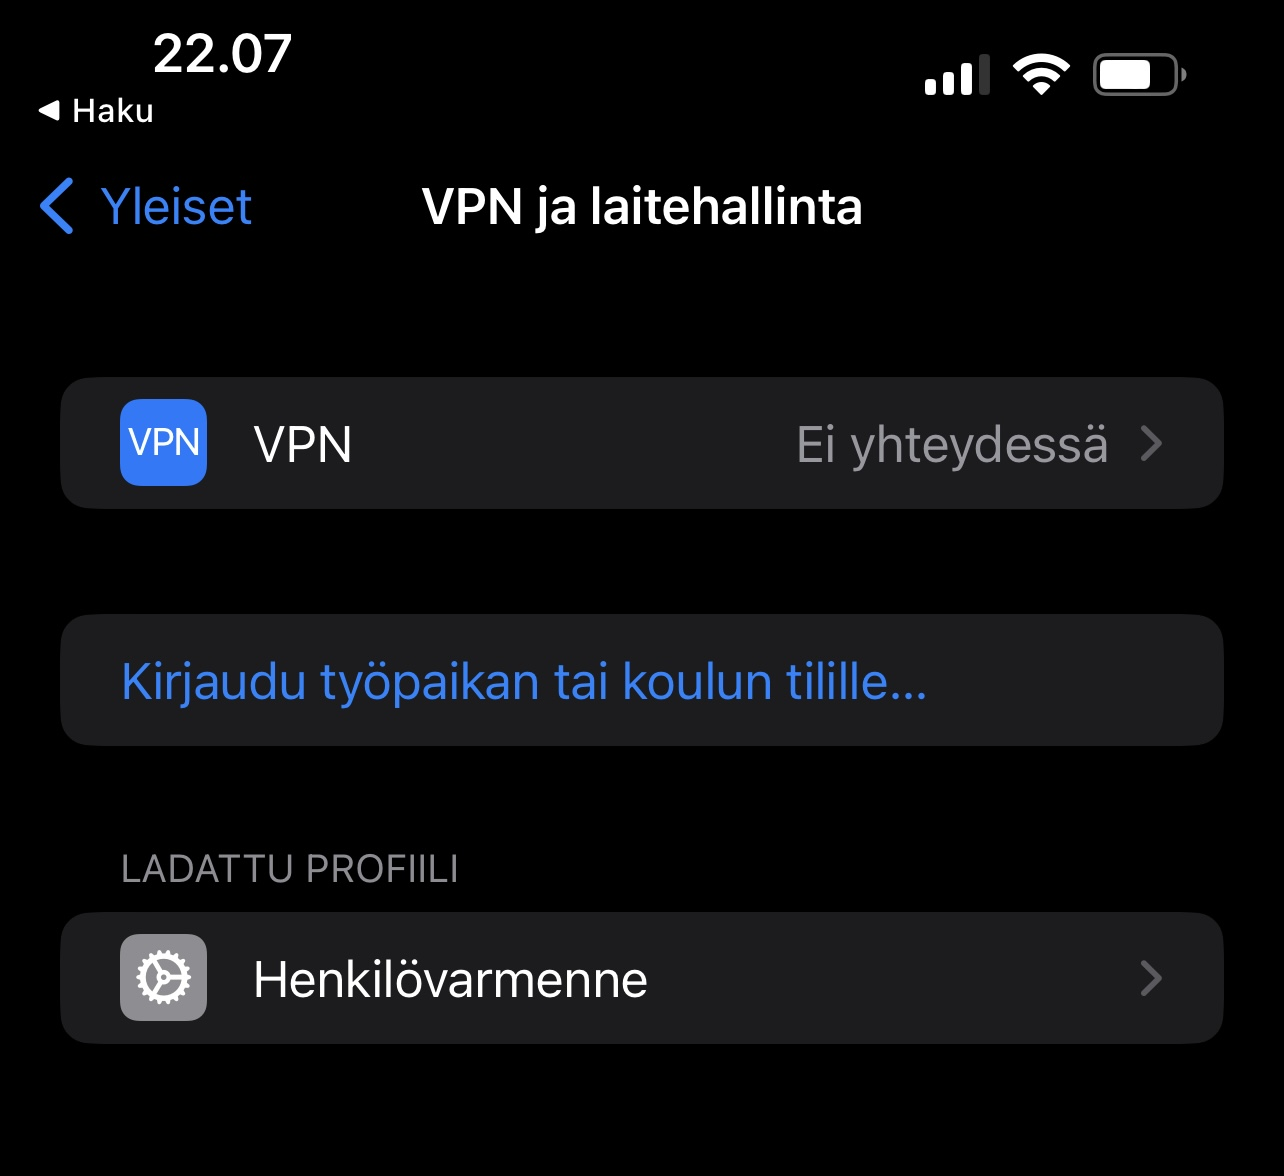 22.07
Haku
Yleiset
VPN ja laitehallinta
VPN VPN Ei yhteydessä
Kirjaudu työpaikan tai koulun tilille...
LADATTU PROFIILI
Henkilövarmenne